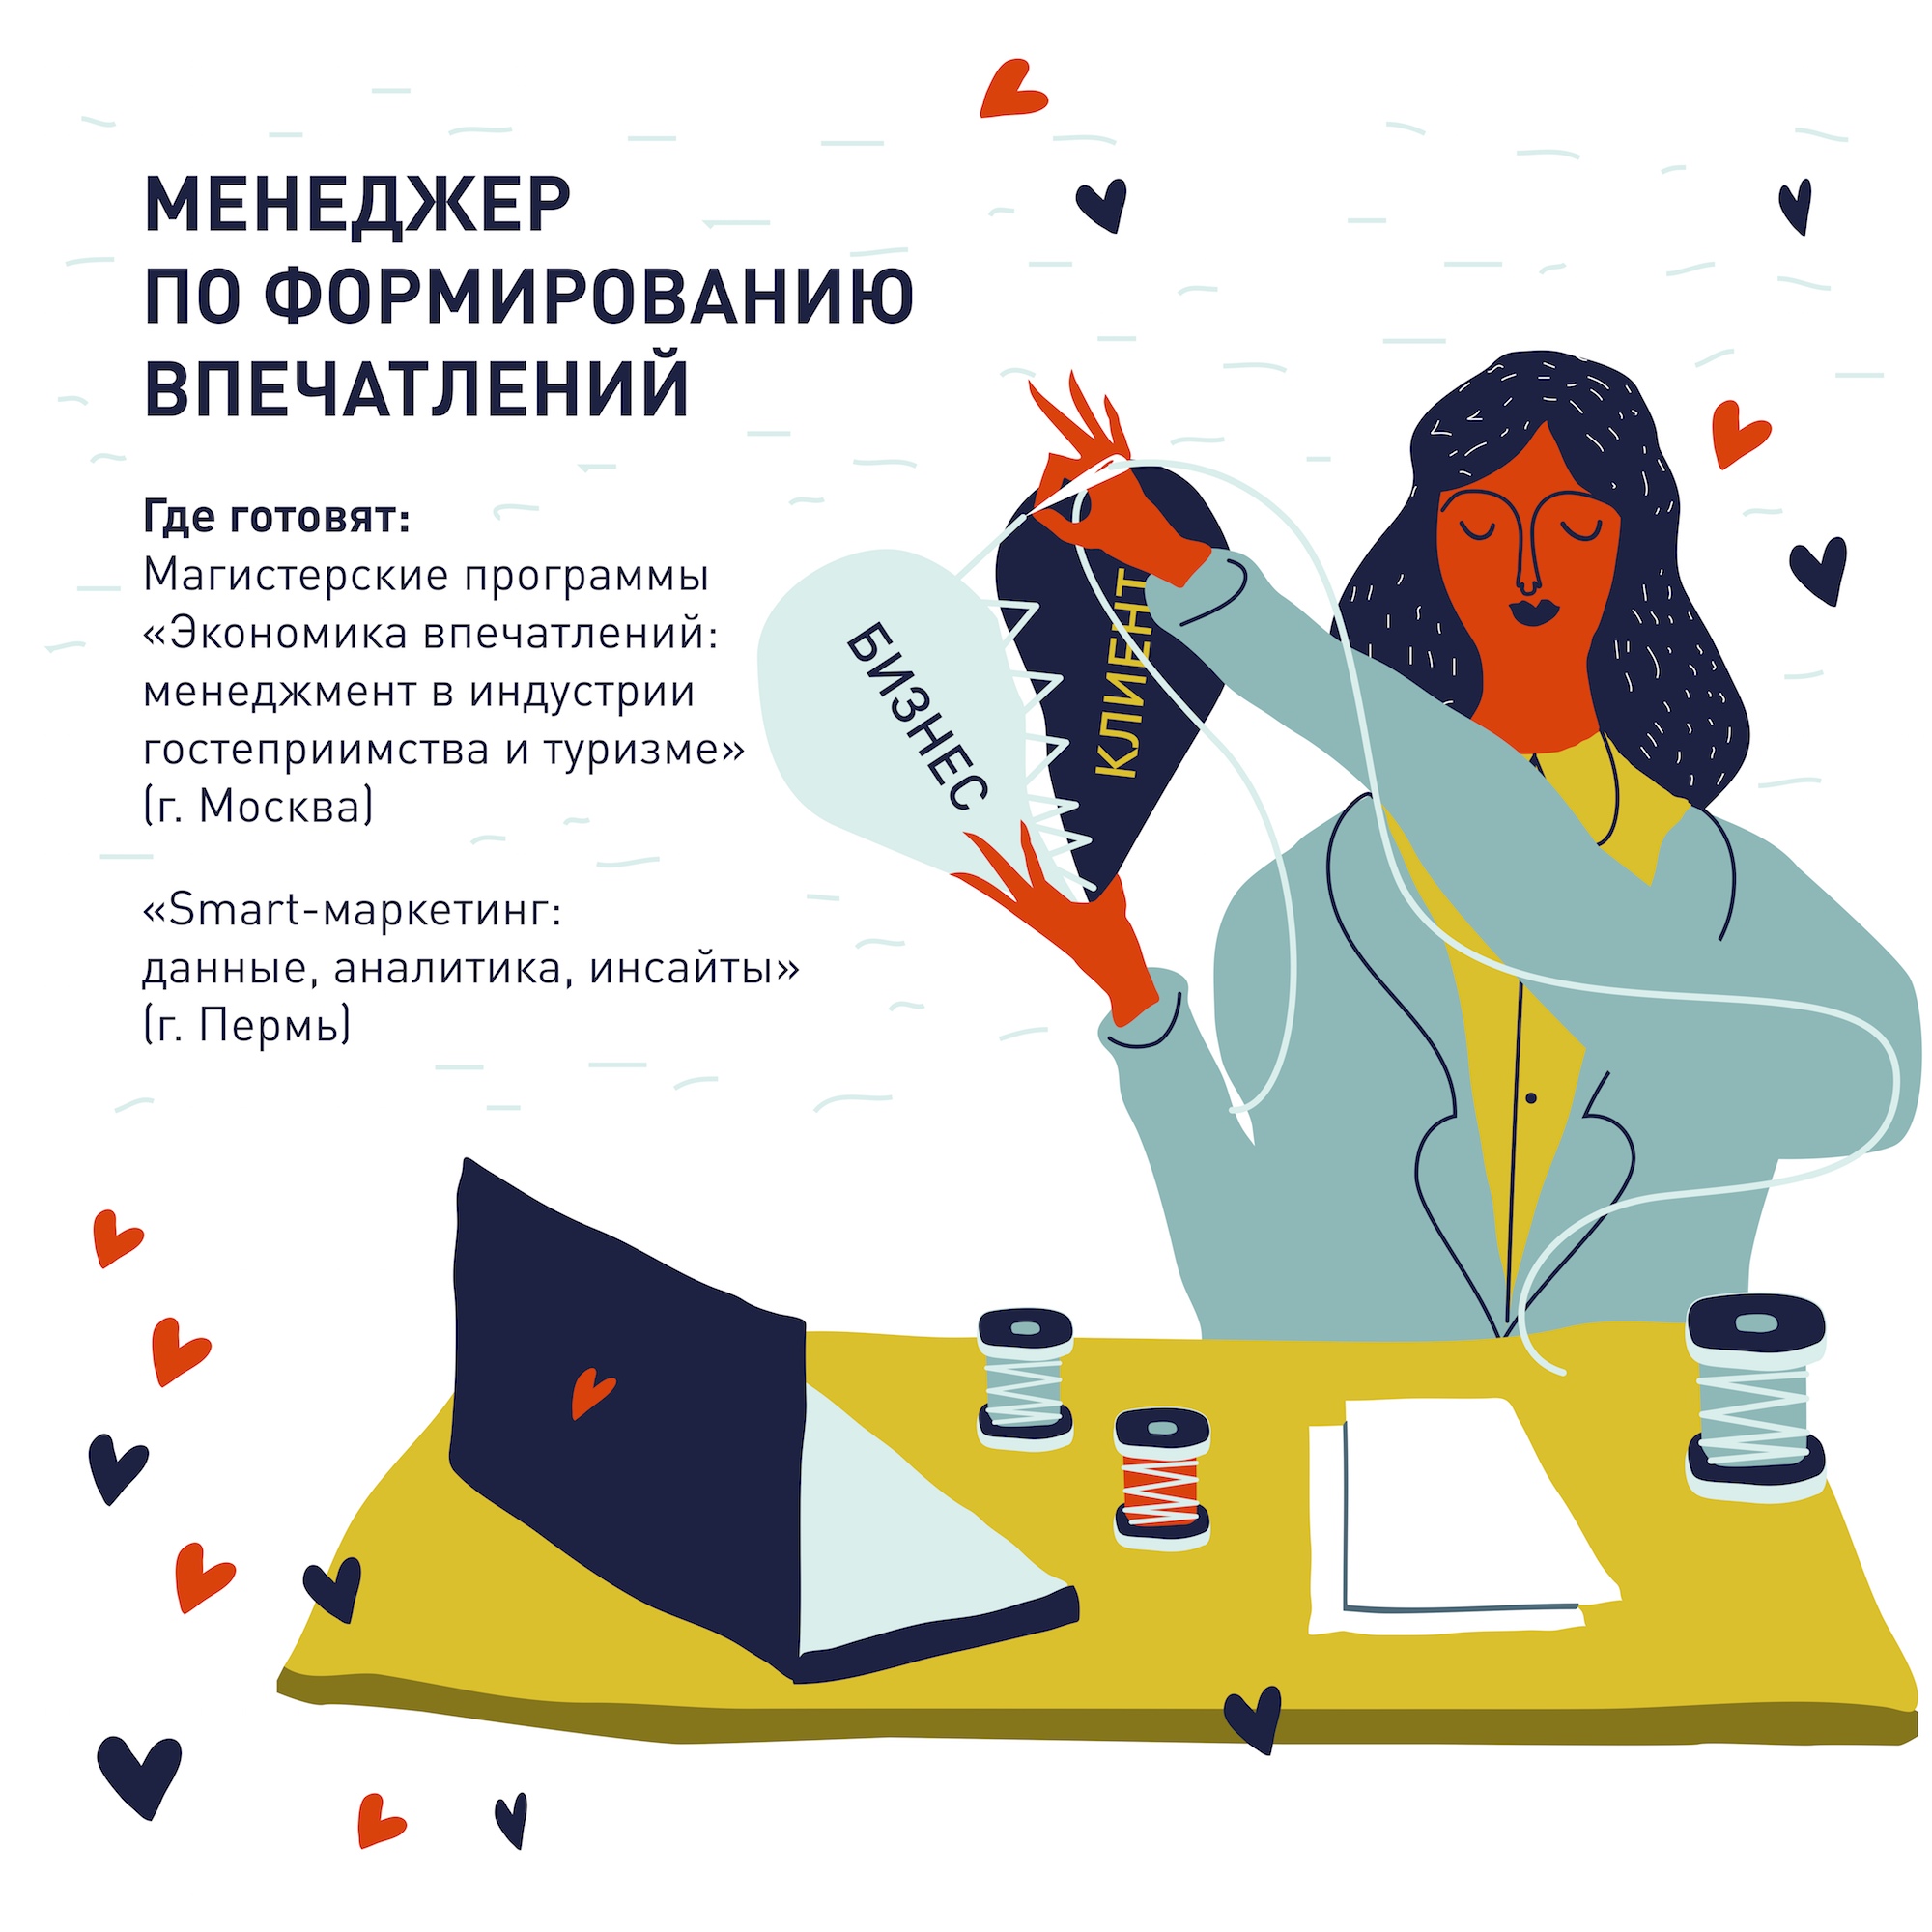 МЕНЕДЖЕР
ПО ФОРМИРОВАНИЮ
ВПЕЧАТЛЕНИЙ
Где готовят:
Магистерские программы
«Экономика впечатлений:
менеджмент в индустрии
гостеприимства и туризме»
(г. Москва)
«Smart-маркетинг:
данные, аналитика, инсайты»
(г. Пермь)
БИЗНЕС
КЛИЕНТ